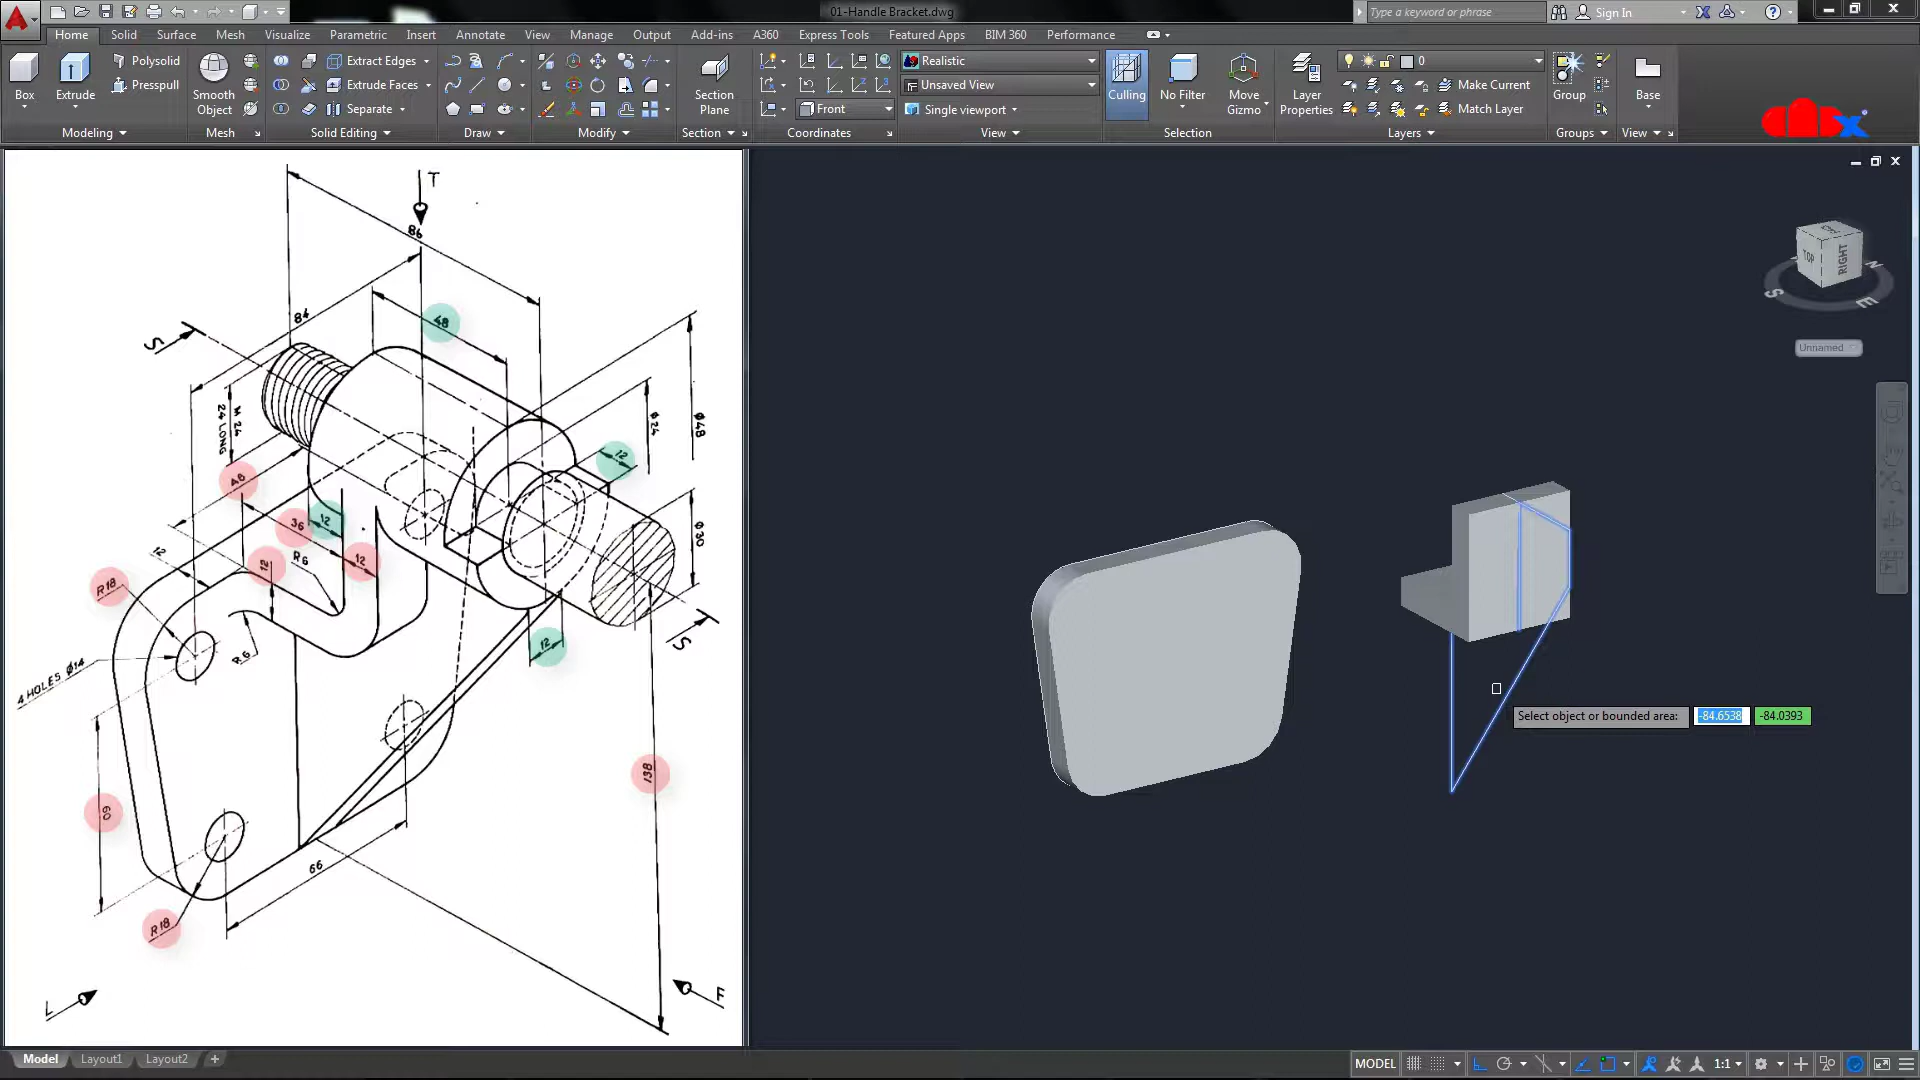 01-Handle Bracket.dwg
Type a keyword or phrase
Sign In
Home Solid Surface Mesh Visualize Parametric Insert Annotate View Manage Output Add-ins A360 Express Tools Featured Apps BIM 360 Performance
Box
Extrude
Polysolid
Presspull
Smooth Object
Extract Edges
Extrude Faces
Separate
Section Plane
Front
Realistic
Unsaved View
Single viewport
Culling
No Filter
Move Gizmo
Layer Properties
0
Make Current
Match Layer
Group
Base
Modeling Mesh Solid Editing Draw Modify Section Coordinates View Selection Layers Groups View
T
86
84
48
S
M 24
24 LONG
48
36
12
12
R6
12
12
12
Ø24
Ø48
Ø30
12
R18
4 HOLES Ø14
R6
S
12
138
60
66
R18
L
F
TOP
RIGHT
S
E
N
Unnamed
Select object or bounded area: -84.6538 -84.0393
Model Layout1 Layout2 +
MODEL
1:1